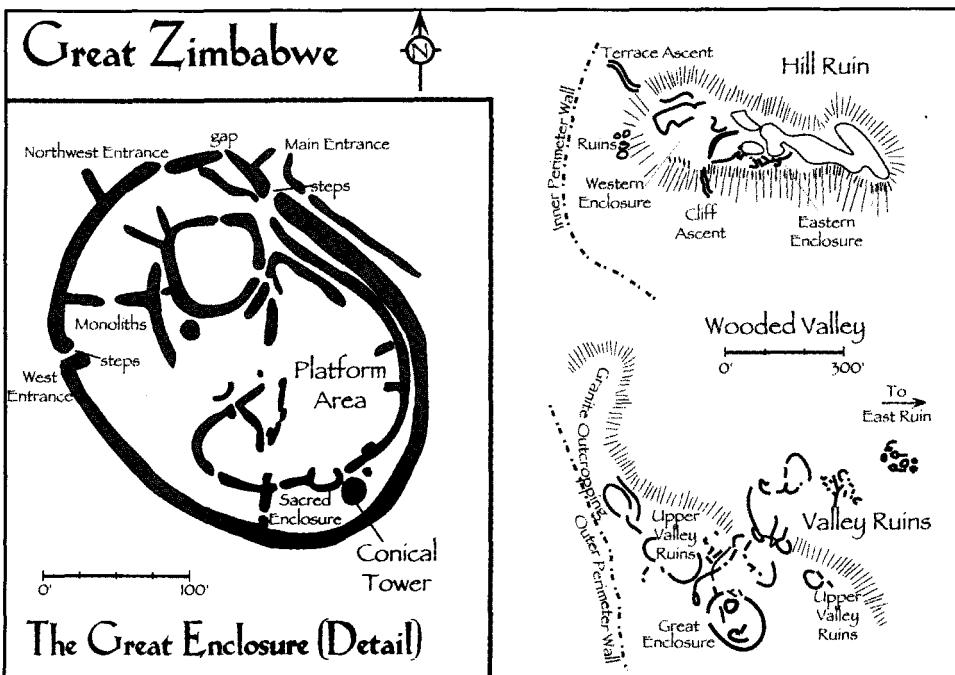 Great Zimbabwe
N
Northwest Entrance
gap
Main Entrance
steps
Monoliths
steps
West
Entrance
Platform
Area
Sacred
Enclosure
Conical
Tower
0'
100'
The Great Enclosure (Detail)
Terrace Ascent
Hill Ruin
Inner Perimeter Wall
Ruins
Western
Enclosure
Cliff
Ascent
Eastern
Enclosure
Wooded Valley
0'
300'
Granite Outcropping
To
East Ruin
Outer Perimeter Wall
Upper
Valley
Ruins
Valley Ruins
Great
Enclosure
Upper
Valley
Ruins